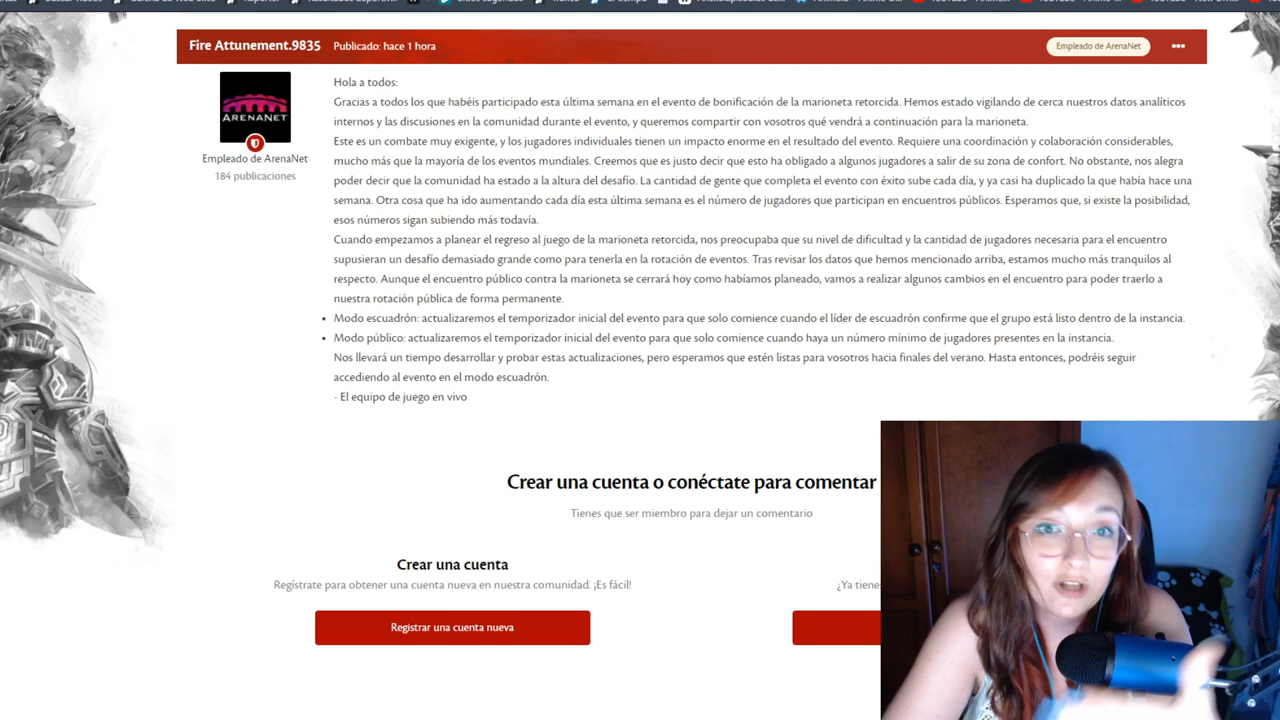 Fire Attunement.9835 Publicado: hace 1 hora Empleado de ArenaNet
ARENANET
Empleado de ArenaNet
184 publicaciones
Hola a todos:
Gracias a todos los que habéis participado esta última semana en el evento de bonificación de la marioneta retorcida. Hemos estado vigilando de cerca nuestros datos analíticos
internos y las discusiones en la comunidad durante el evento, y queremos compartir con vosotros qué vendrá a continuación para la marioneta.
Este es un combate muy exigente, y los jugadores individuales tienen un impacto enorme en el resultado del evento. Requiere una coordinación y colaboración considerables,
mucho más que la mayoría de los eventos mundiales. Creemos que es justo decir que esto ha obligado a algunos jugadores a salir de su zona de confort. No obstante, nos alegra
poder decir que la comunidad ha estado a la altura del desafío. La cantidad de gente que completa el evento con éxito sube cada día, y ya casi ha duplicado la que había hace una
semana. Otra cosa que ha ido aumentando cada día esta última semana es el número de jugadores que participan en encuentros públicos. Esperamos que, si existe la posibilidad,
esos números sigan subiendo más todavía.
Cuando empezamos a planear el regreso al juego de la marioneta retorcida, nos preocupaba que su nivel de dificultad y la cantidad de jugadores necesaria para el encuentro
supusieran un desafío demasiado grande como para tenerla en la rotación de eventos. Tras revisar los datos que hemos mencionado arriba, estamos mucho más tranquilos al
respecto. Aunque el encuentro público contra la marioneta se cerrará hoy como habíamos planeado, vamos a realizar algunos cambios en el encuentro para poder traerlo a
nuestra rotación pública de forma permanente.
• Modo escuadrón: actualizaremos el temporizador inicial del evento para que solo comience cuando el líder de escuadrón confirme que el grupo está listo dentro de la instancia.
• Modo público: actualizaremos el temporizador inicial del evento para que solo comience cuando haya un número mínimo de jugadores presentes en la instancia.
Nos llevará un tiempo desarrollar y probar estas actualizaciones, pero esperamos que estén listas para vosotros hacia finales del verano. Hasta entonces, podréis seguir
accediendo al evento en el modo escuadrón.
- El equipo de juego en vivo
Crear una cuenta o conéctate para comentar
Tienes que ser miembro para dejar un comentario
Crear una cuenta
Regístrate para obtener una cuenta nueva en nuestra comunidad. ¡Es fácil!
¿Ya tiene
Registrar una cuenta nueva